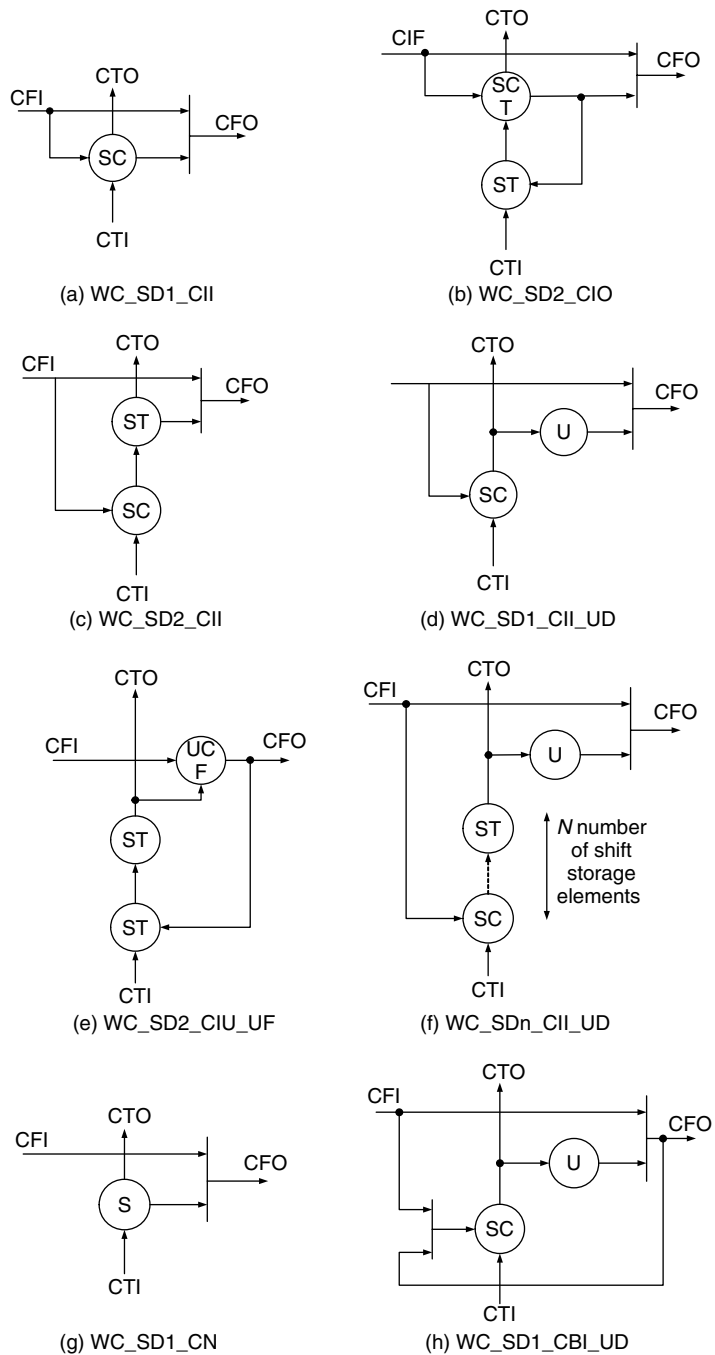 CTO
CFI
SC
CFO
CTI
(a) WC_SD1_CII
CTO
CIF
CFO
SC
T
ST
CTI
(b) WC_SD2_CIO
CTO
CFI
CFO
ST
SC
CTI
(c) WC_SD2_CII
CTO
CFO
U
SC
CTI
(d) WC_SD1_CII_UD
CTO
CFI
UC
F
CFO
ST
ST
CTI
(e) WC_SD2_CIU_UF
CTO
CFI
CFO
U
ST
N number
of shift
storage
elements
SC
CTI
(f) WC_SDn_CII_UD
CTO
CFI
CFO
S
CTI
(g) WC_SD1_CN
CTO
CFI
CFO
U
SC
CTI
(h) WC_SD1_CBI_UD